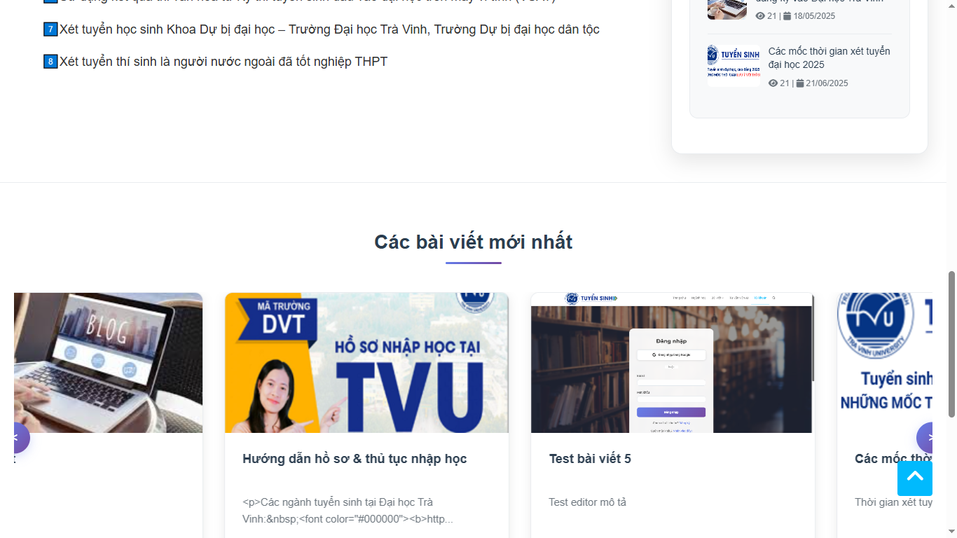 7 Xét tuyển học sinh Khoa Dự bị đại học – Trường Đại học Trà Vinh, Trường Dự bị đại học dân tộc
8 Xét tuyển thí sinh là người nước ngoài đã tốt nghiệp THPT
21 | 18/05/2025
TUYỂN SINH
Các mốc thời gian xét tuyển
đại học 2025
21 | 21/06/2025
Các bài viết mới nhất
BLOG
MÃ TRƯỜNG
DVT
HỒ SƠ NHẬP HỌC TẠI
TVU
TUYỂN SINH
Đăng nhập
TVU
TRA VINH UNIVERSITY
Tuyển sinh
NHỮNG MỐC T
Hướng dẫn hồ sơ & thủ tục nhập học
<p>Các ngành tuyển sinh tại Đại học Trà
Vinh:&nbsp;<font color="#000000"><b>http...
Test bài viết 5
Test editor mô tả
Các mốc thờ
Thời gian xét tuy